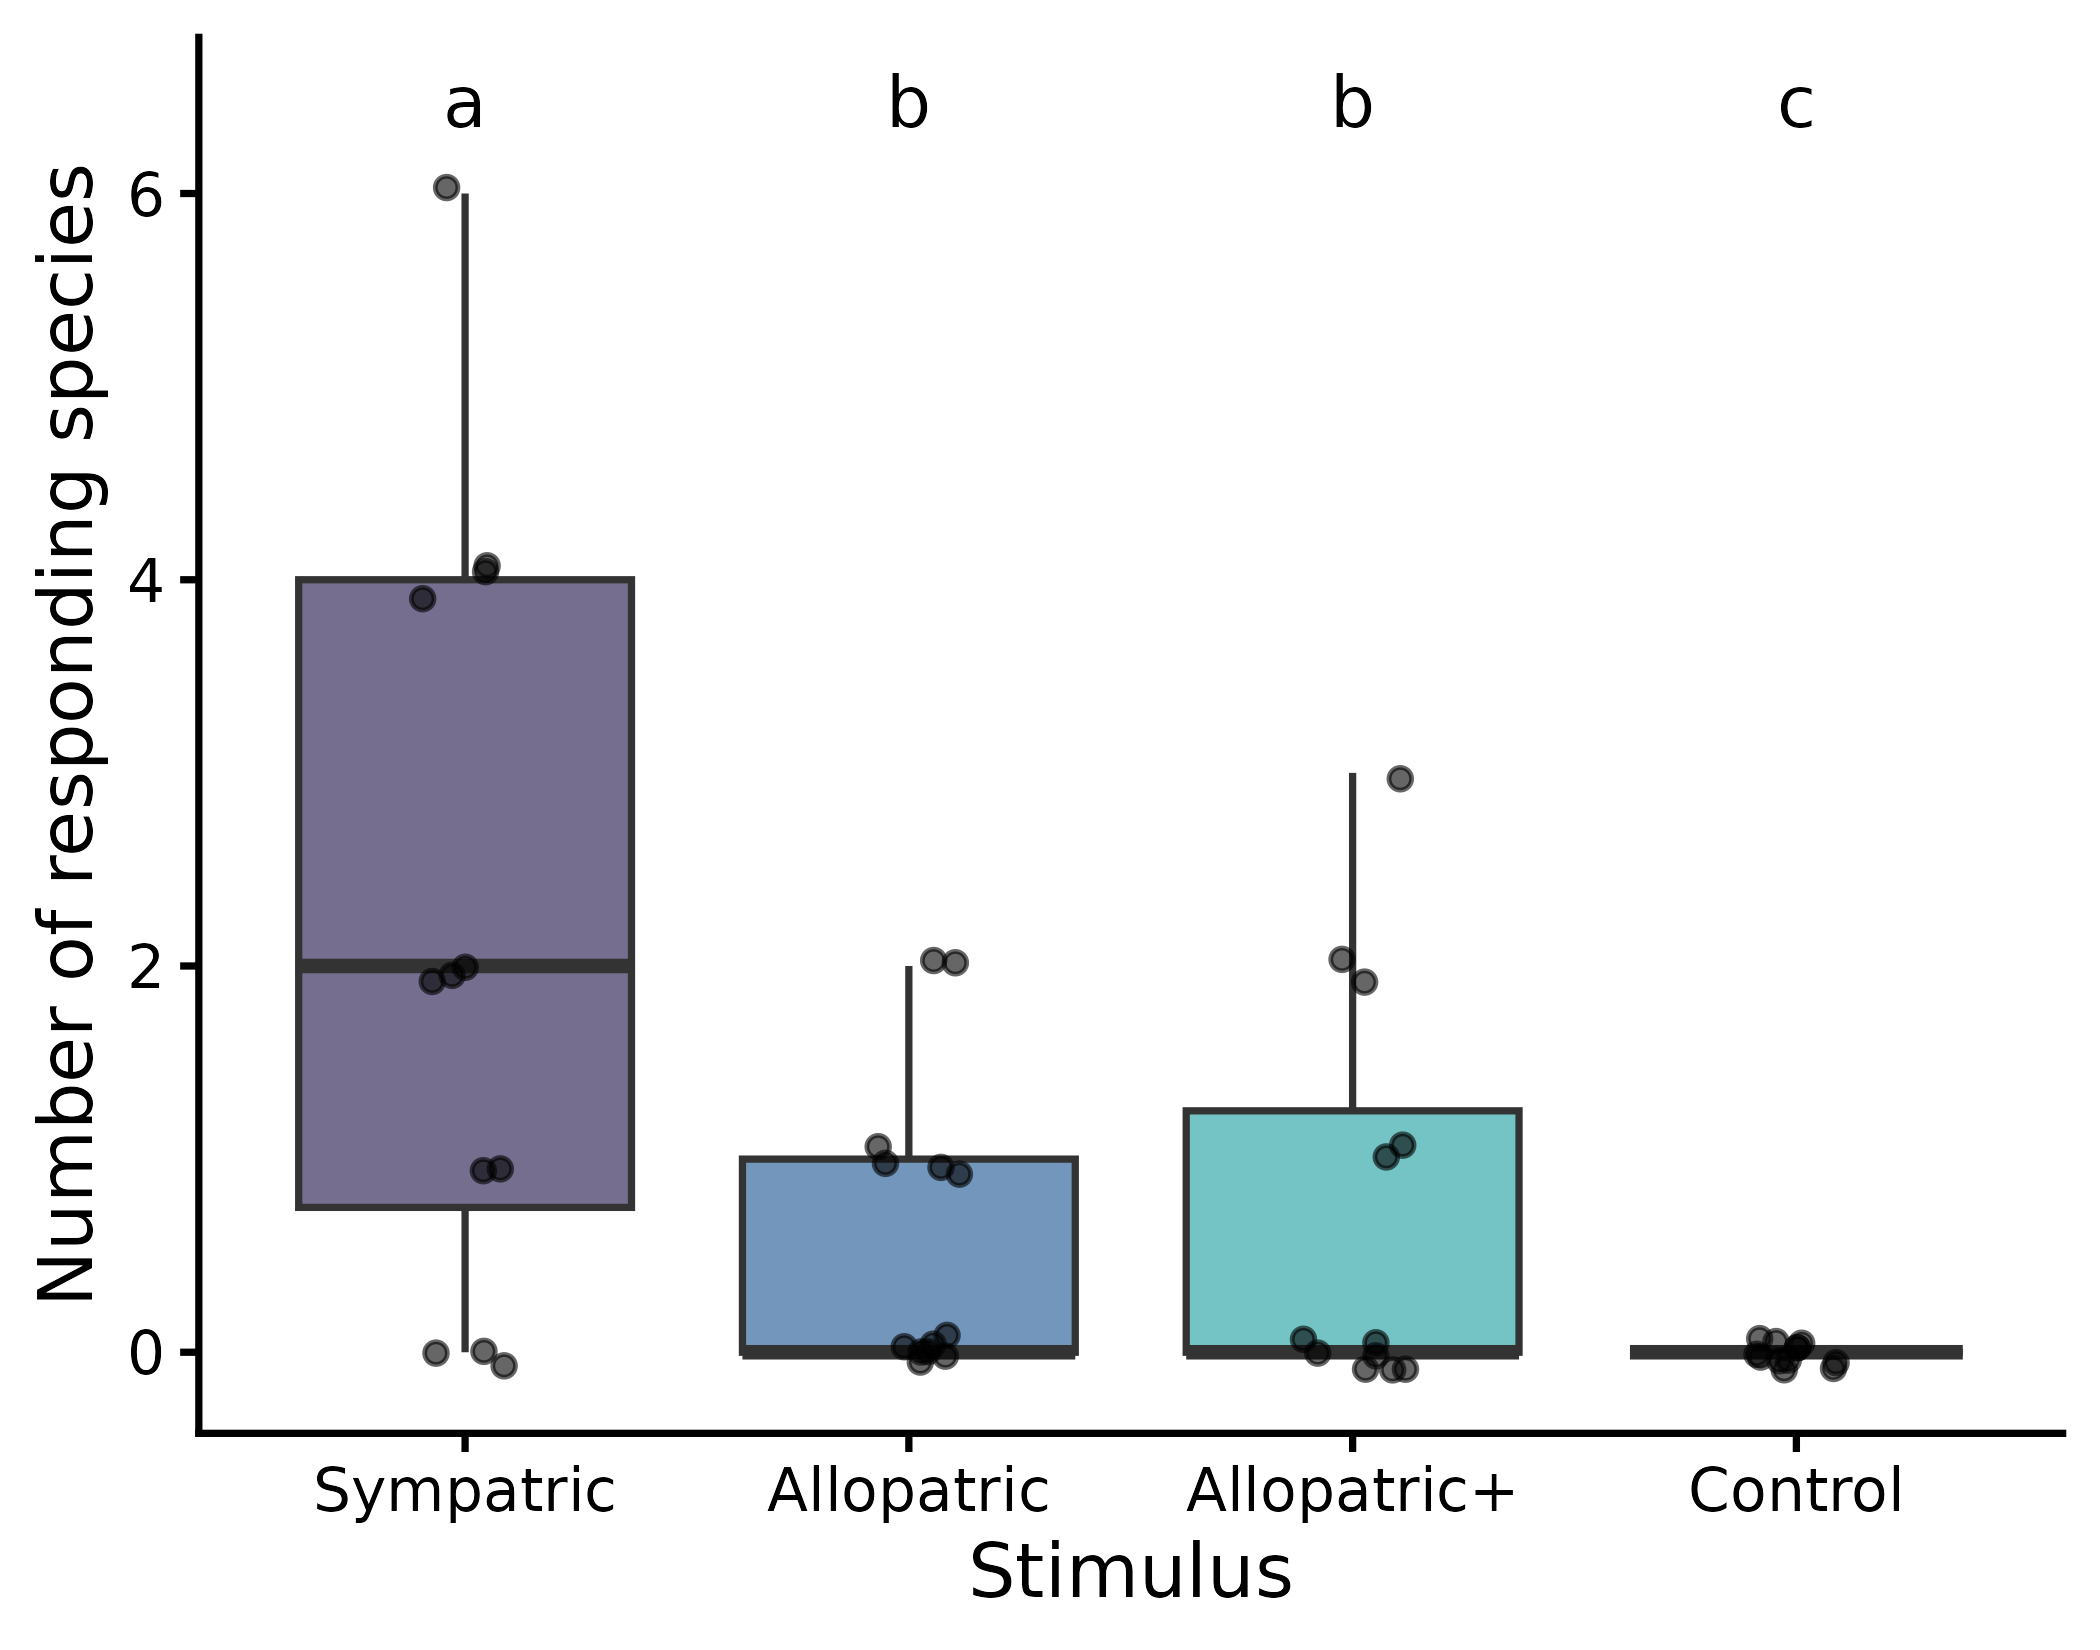 a b b c
Number of responding species
6
4
2
0
Sympatric Allopatric Allopatric+ Control
Stimulus